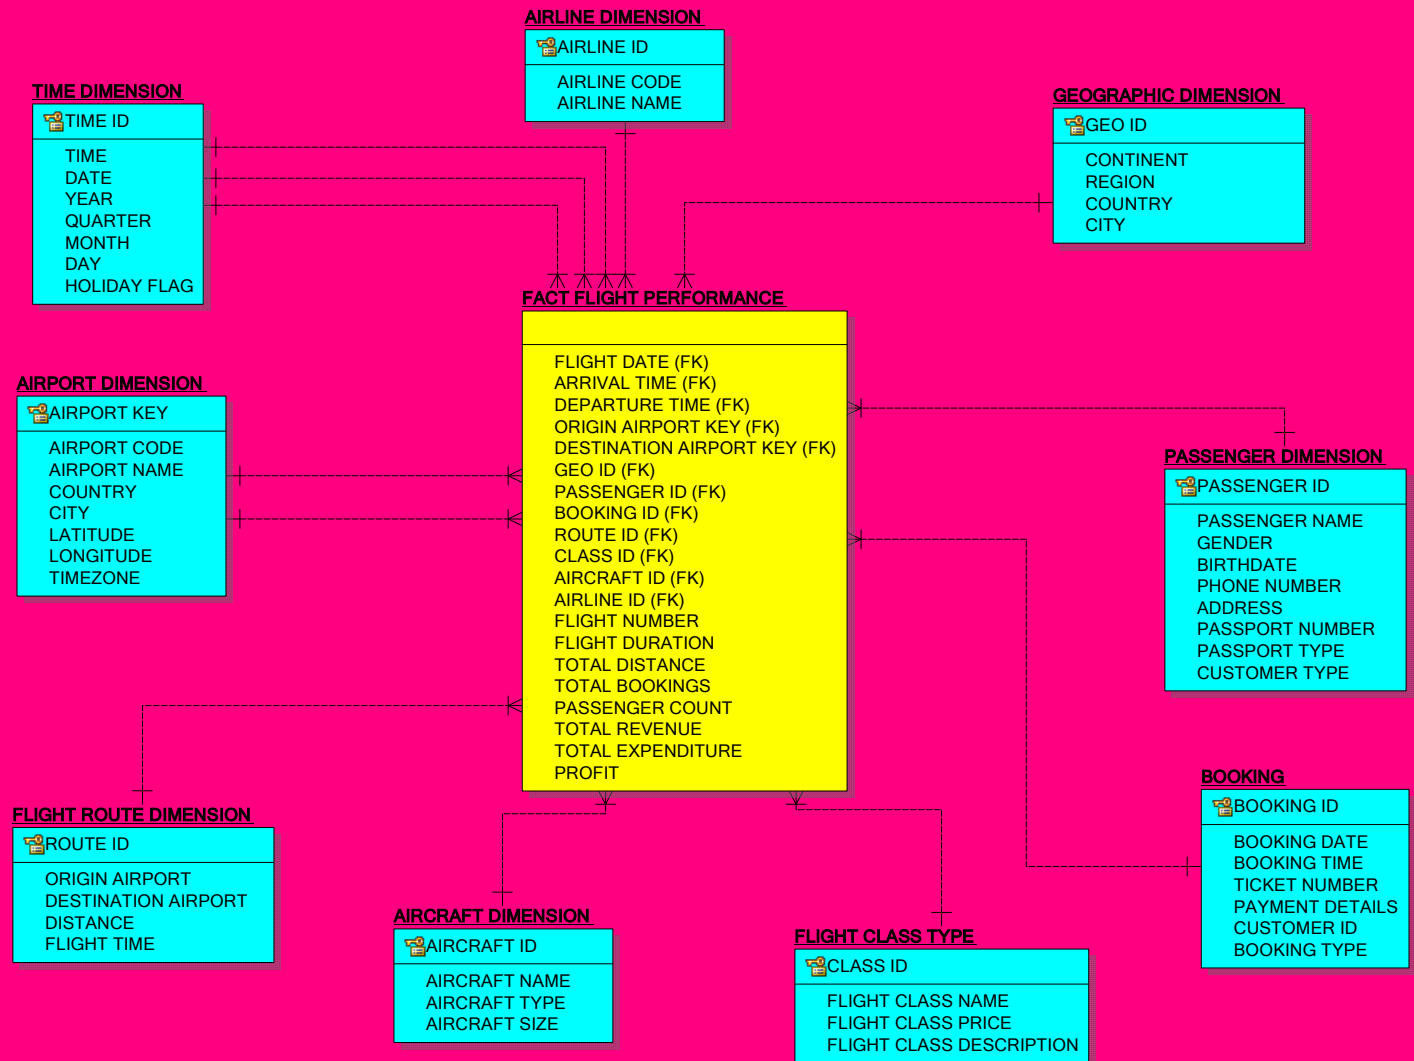 AIRLINE DIMENSION
AIRLINE ID
AIRLINE CODE
AIRLINE NAME
TIME DIMENSION
TIME ID
TIME
DATE
YEAR
QUARTER
MONTH
DAY
HOLIDAY FLAG
GEOGRAPHIC DIMENSION
GEO ID
CONTINENT
REGION
COUNTRY
CITY
FACT FLIGHT PERFORMANCE
FLIGHT DATE (FK)
ARRIVAL TIME (FK)
DEPARTURE TIME (FK)
ORIGIN AIRPORT KEY (FK)
DESTINATION AIRPORT KEY (FK)
GEO ID (FK)
PASSENGER ID (FK)
BOOKING ID (FK)
ROUTE ID (FK)
CLASS ID (FK)
AIRCRAFT ID (FK)
AIRLINE ID (FK)
FLIGHT NUMBER
FLIGHT DURATION
TOTAL DISTANCE
TOTAL BOOKINGS
PASSENGER COUNT
TOTAL REVENUE
TOTAL EXPENDITURE
PROFIT
AIRPORT DIMENSION
AIRPORT KEY
AIRPORT CODE
AIRPORT NAME
COUNTRY
CITY
LATITUDE
LONGITUDE
TIMEZONE
PASSENGER DIMENSION
PASSENGER ID
PASSENGER NAME
GENDER
BIRTHDATE
PHONE NUMBER
ADDRESS
PASSPORT NUMBER
PASSPORT TYPE
CUSTOMER TYPE
FLIGHT ROUTE DIMENSION
ROUTE ID
ORIGIN AIRPORT
DESTINATION AIRPORT
DISTANCE
FLIGHT TIME
AIRCRAFT DIMENSION
AIRCRAFT ID
AIRCRAFT NAME
AIRCRAFT TYPE
AIRCRAFT SIZE
FLIGHT CLASS TYPE
CLASS ID
FLIGHT CLASS NAME
FLIGHT CLASS PRICE
FLIGHT CLASS DESCRIPTION
BOOKING
BOOKING ID
BOOKING DATE
BOOKING TIME
TICKET NUMBER
PAYMENT DETAILS
CUSTOMER ID
BOOKING TYPE